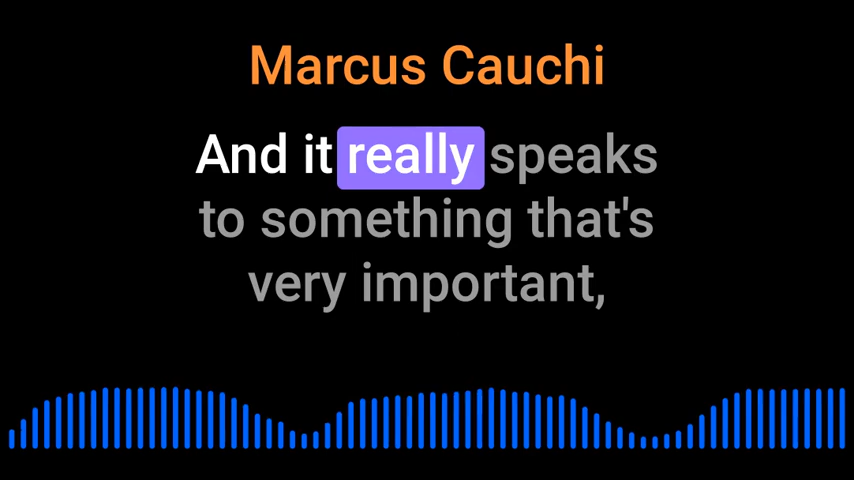 Marcus Cauchi
And it really speaks
to something that's
very important,